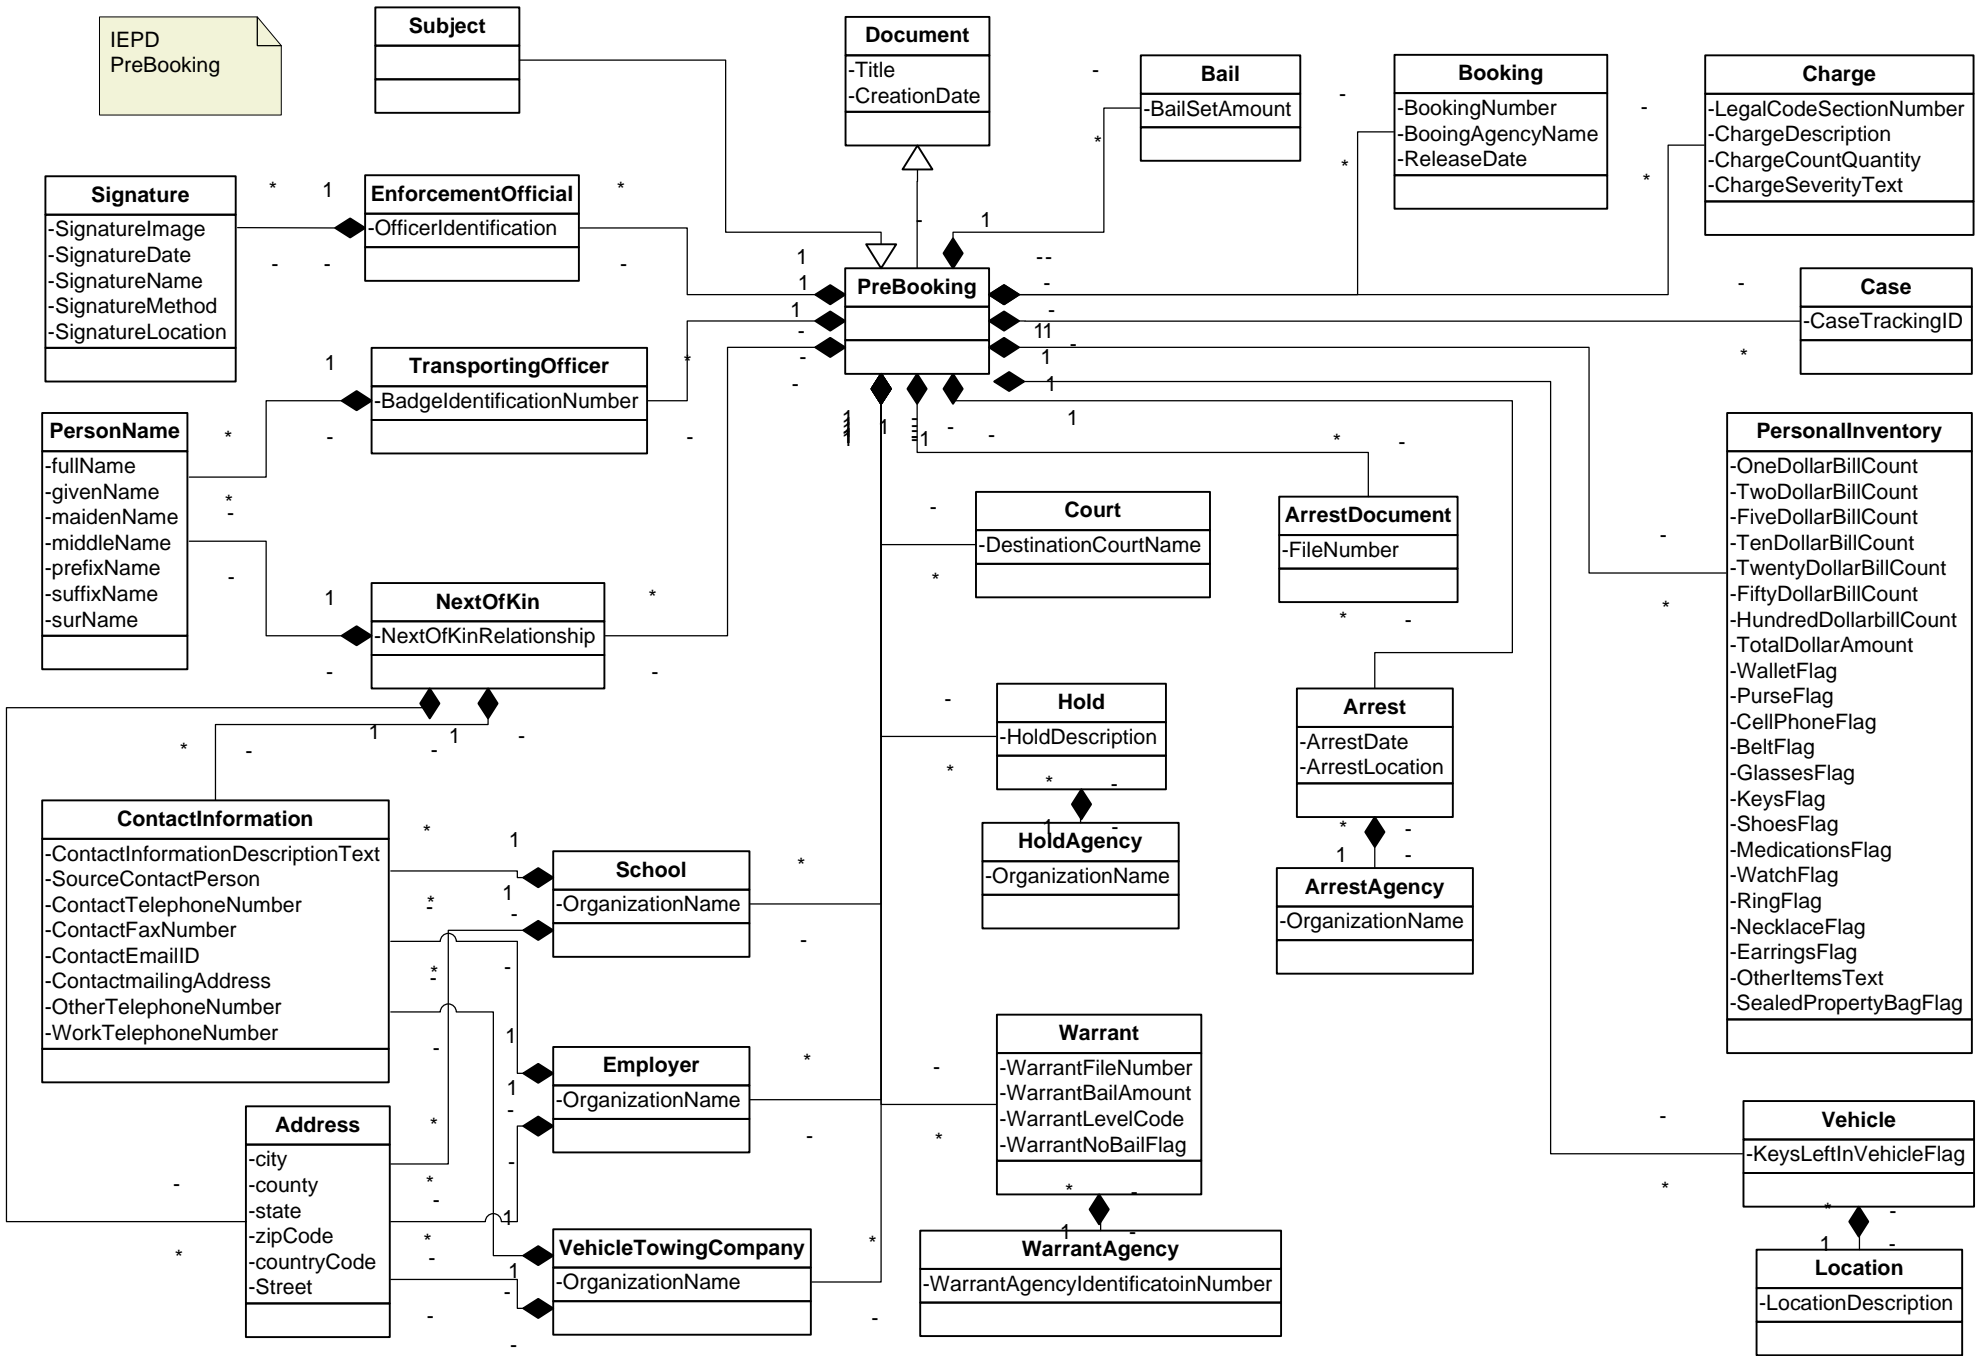 IEPD
PreBooking
Subject
Document
-Title
-CreationDate
Bail
-BailSetAmount
Booking
-BookingNumber
-BooingAgencyName
-ReleaseDate
Charge
-LegalCodeSectionNumber
-ChargeDescription
-ChargeCountQuantity
-ChargeSeverityText
Signature
-SignatureImage
-SignatureDate
-SignatureName
-SignatureMethod
-SignatureLocation
EnforcementOfficial
-OfficerIdentification
PreBooking
Case
-CaseTrackingID
TransportingOfficer
-BadgeIdentificationNumber
PersonName
-fullName
-givenName
-maidenName
-middleName
-prefixName
-suffixName
-surName
NextOfKin
-NextOfKinRelationship
Court
-DestinationCourtName
ArrestDocument
-FileNumber
PersonalInventory
-OneDollarBillCount
-TwoDollarBillCount
-FiveDollarBillCount
-TenDollarBillCount
-TwentyDollarBillCount
-FiftyDollarBillCount
-HundredDollarbillCount
-TotalDollarAmount
-WalletFlag
-PurseFlag
-CellPhoneFlag
-BeltFlag
-GlassesFlag
-KeysFlag
-ShoesFlag
-MedicationsFlag
-WatchFlag
-RingFlag
-NecklaceFlag
-EarringsFlag
-OtherItemsText
-SealedPropertyBagFlag
Hold
-HoldDescription
Arrest
-ArrestDate
-ArrestLocation
HoldAgency
-OrganizationName
ArrestAgency
-OrganizationName
ContactInformation
-ContactInformationDescriptionText
-SourceContactPerson
-ContactTelephoneNumber
-ContactFaxNumber
-ContactEmailID
-ContactmailingAddress
-OtherTelephoneNumber
-WorkTelephoneNumber
School
-OrganizationName
Employer
-OrganizationName
Warrant
-WarrantFileNumber
-WarrantBailAmount
-WarrantLevelCode
-WarrantNoBailFlag
Address
-city
-county
-state
-zipCode
-countryCode
-Street
VehicleTowingCompany
-OrganizationName
WarrantAgency
-WarrantAgencyIdentificatoinNumber
Vehicle
-KeysLeftInVehicleFlag
Location
-LocationDescription